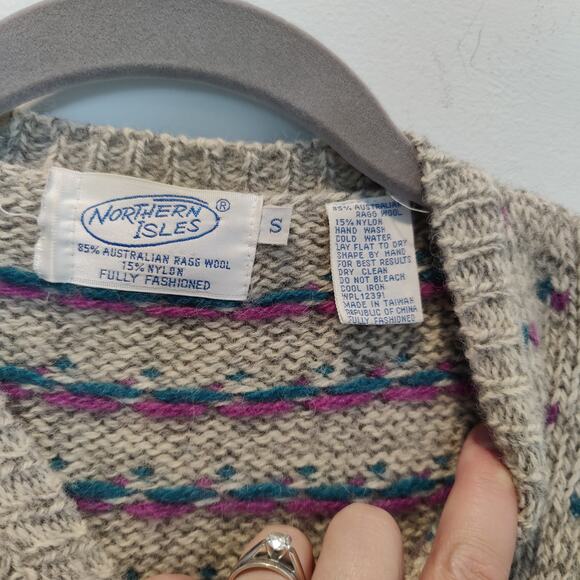 NORTHERN
ISLES ®
85% AUSTRALIAN RAGG WOOL
15% NYLON
FULLY FASHIONED
S
85% AUSTRALIAN
RAGG WOOL
15% NYLON
HAND WASH
COLD WATER
LAY FLAT TO DRY
SHAPE BY HAND
FOR BEST RESULTS
DRY CLEAN
DO NOT BLEACH
COOL IRON
WPL12391
MADE IN TAIWAN
REPUBLIC OF CHINA
FULLY FASHIONED